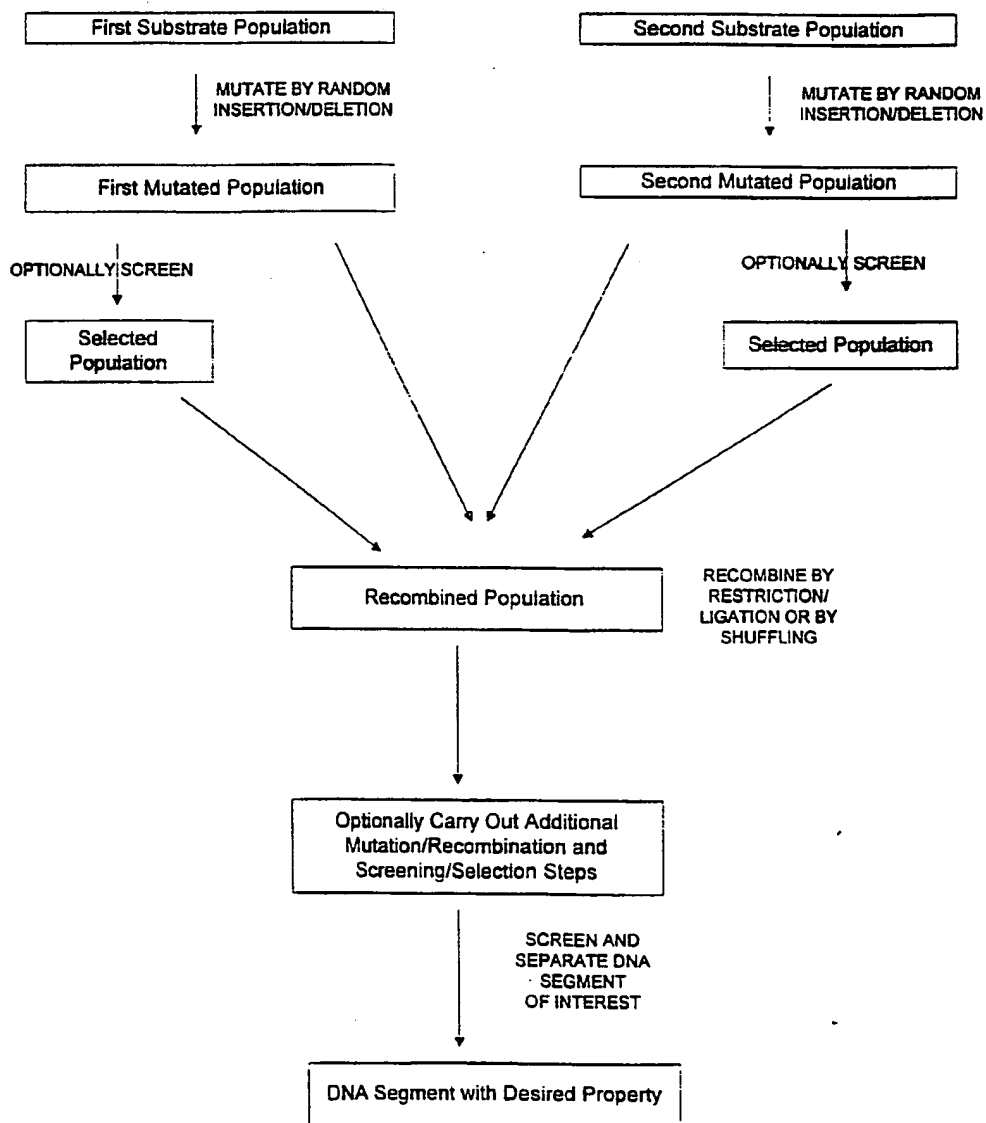 First Substrate Population
Second Substrate Population
MUTATE BY RANDOM
INSERTION/DELETION
MUTATE BY RANDOM
INSERTION/DELETION
First Mutated Population
Second Mutated Population
OPTIONALLY SCREEN
OPTIONALLY SCREEN
Selected
Population
Selected Population
Recombined Population
RECOMBINE BY
RESTRICTION/
LIGATION OR BY
SHUFFLING
Optionally Carry Out Additional
Mutation/Recombination and
Screening/Selection Steps
SCREEN AND
SEPARATE DNA
SEGMENT
OF INTEREST
DNA Segment with Desired Property